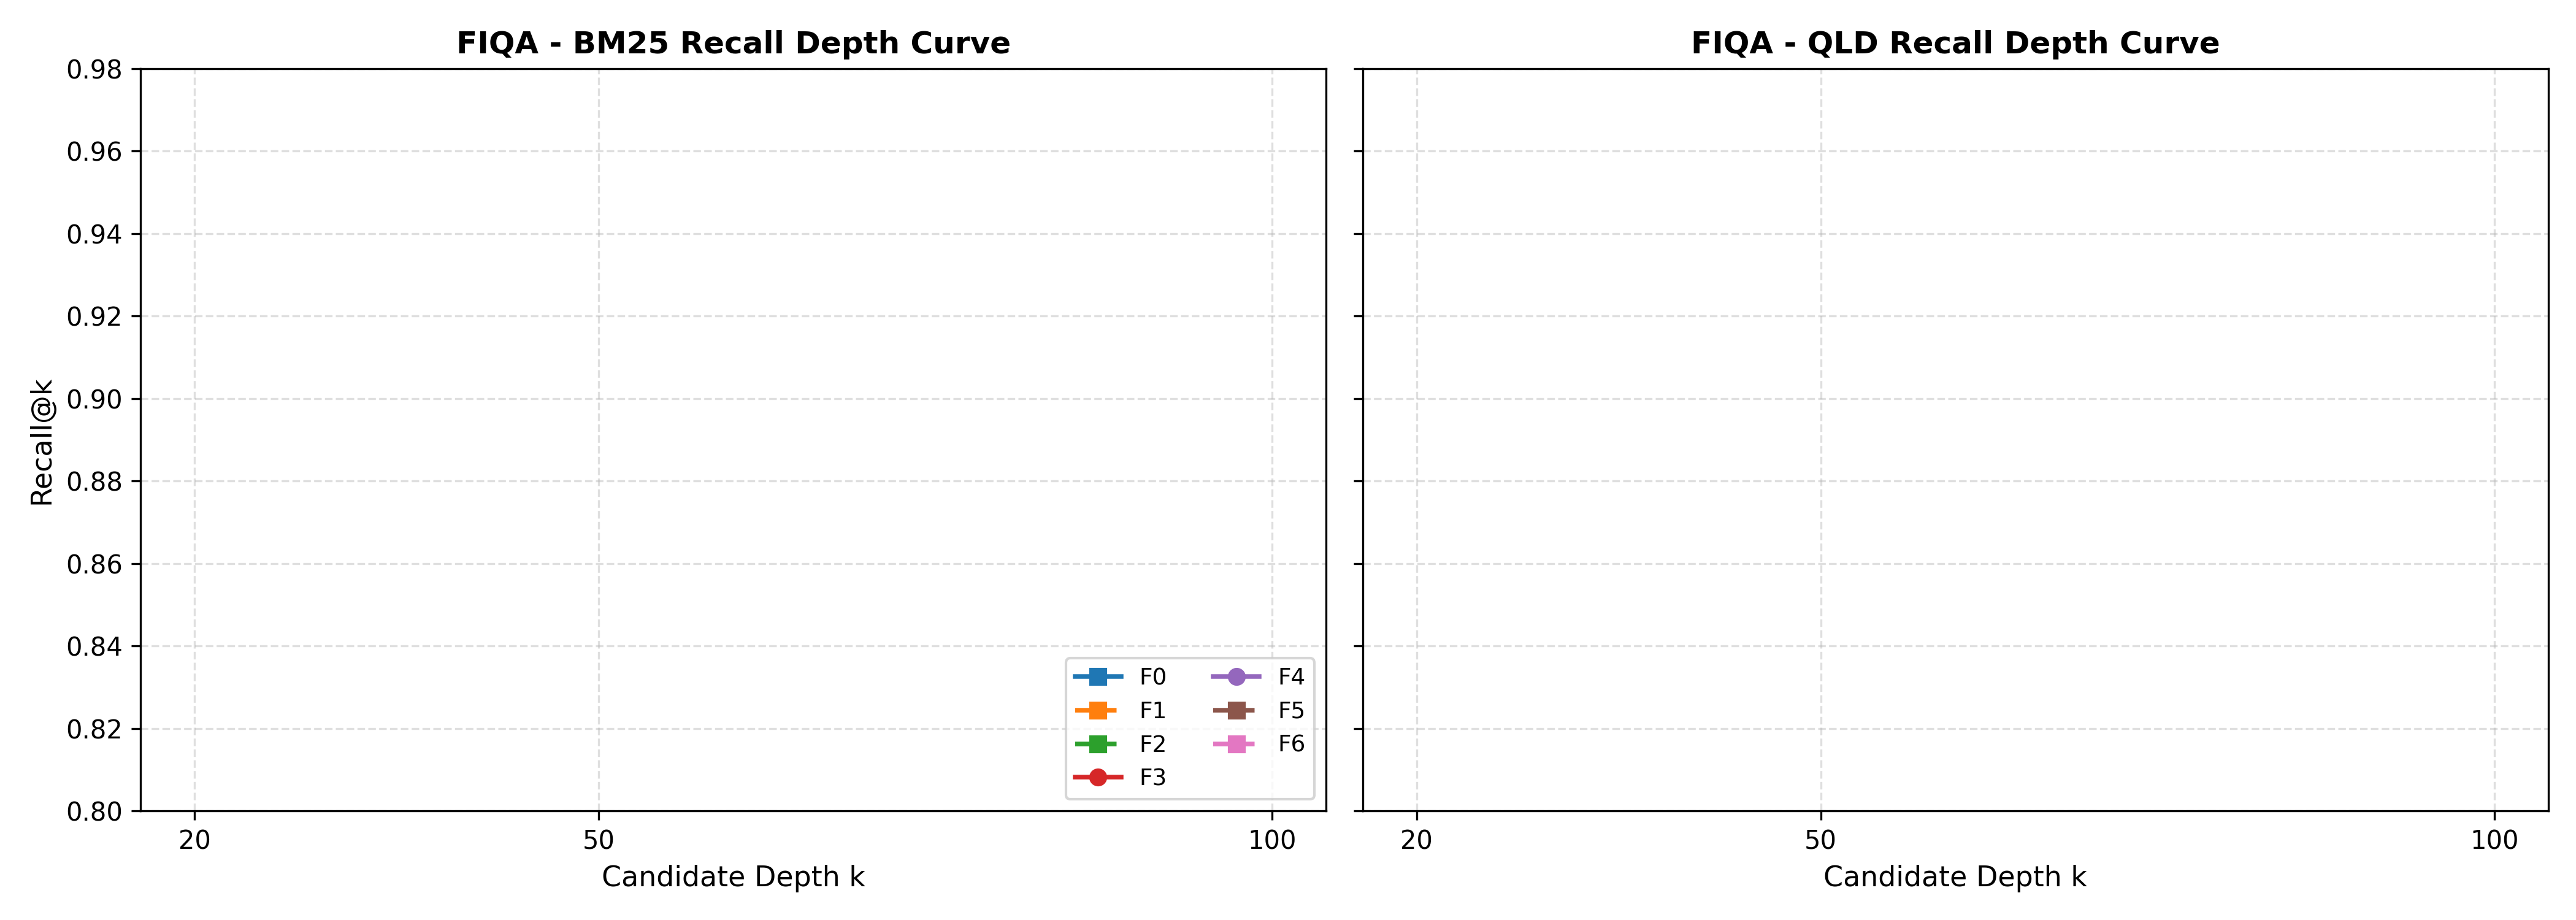 FIQA - BM25 Recall Depth Curve
Recall@k
0.98
0.96
0.94
0.92
0.90
0.88
0.86
0.84
0.82
0.80
20 50 100
Candidate Depth k
F0
F1
F2
F3
F4
F5
F6
FIQA - QLD Recall Depth Curve
20 50 100
Candidate Depth k